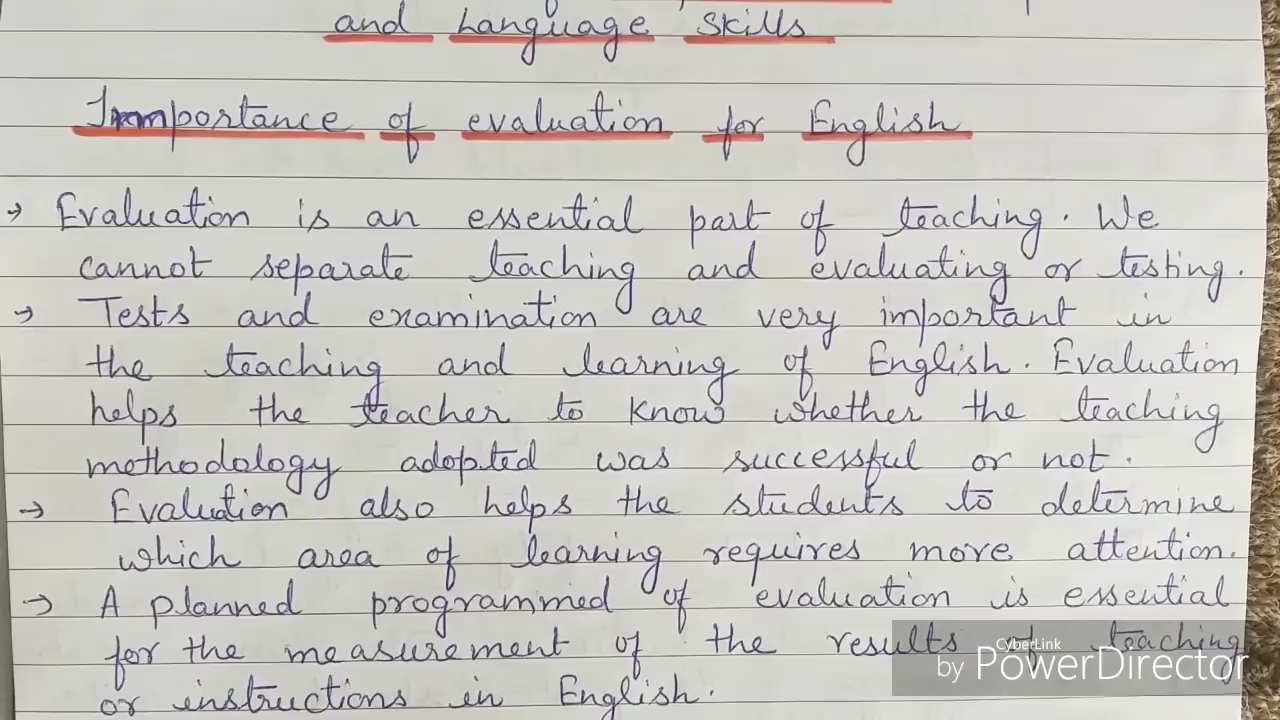 and Language Skills
Importance of evaluation for English
→ Evaluation is an essential part of teaching. We
cannot separate teaching and evaluating or testing.
→ Tests and examination are very important in
the teaching and learning of English. Evaluation
helps the teacher to know whether the teaching
methodology adopted was successful or not.
→ Evaluation also helps the students to determine
which area of learning requires more attention.
→ A planned programmed of evaluation is essential
for the measurement of the results of teaching
or instructions in English.
CyberLink
by PowerDirector